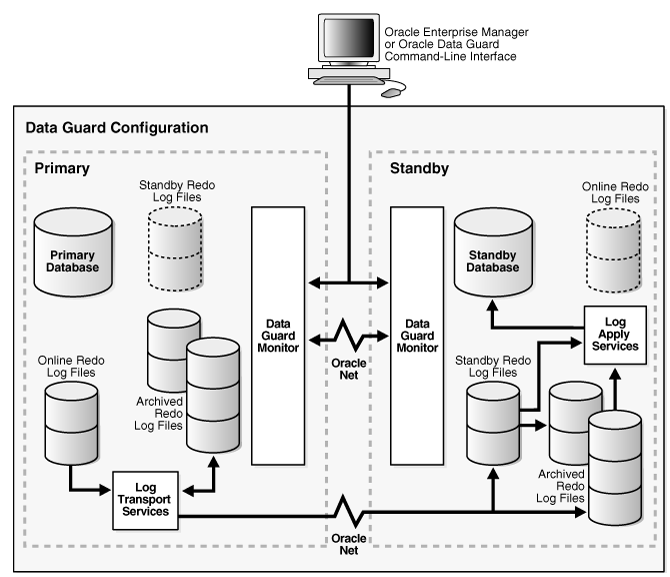 Oracle Enterprise Manager
or Oracle Data Guard
Command-Line Interface
Data Guard Configuration
Primary
Standby Redo
Log Files
Primary
Database
Data
Guard
Monitor
Online Redo
Log Files
Archived
Redo
Log Files
Log
Transport
Services
Oracle
Net
Oracle
Net
Standby
Online Redo
Log Files
Standby
Database
Data
Guard
Monitor
Log
Apply
Services
Standby Redo
Log Files
Archived
Redo
Log Files